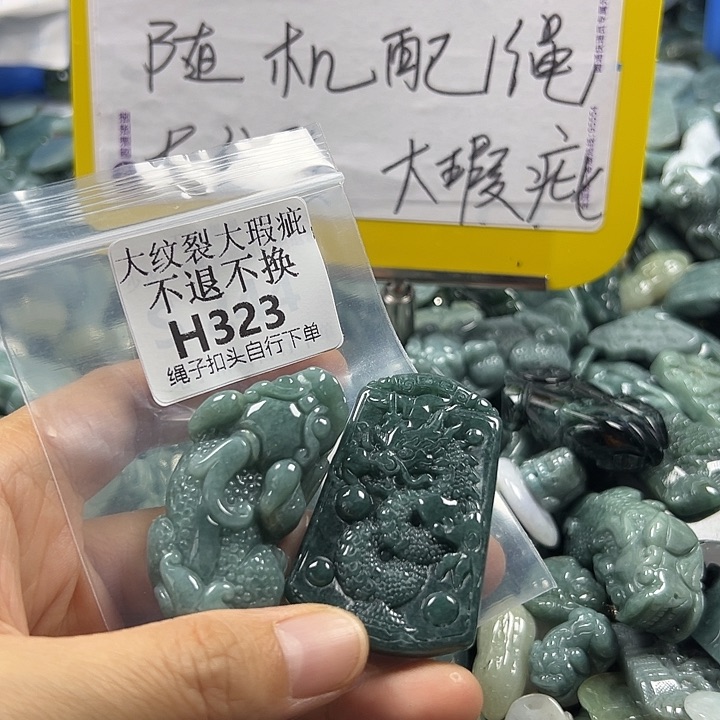 随机配绳
大瑕疵
大纹裂大瑕疵
不退不换
H323
绳子扣头自行下单